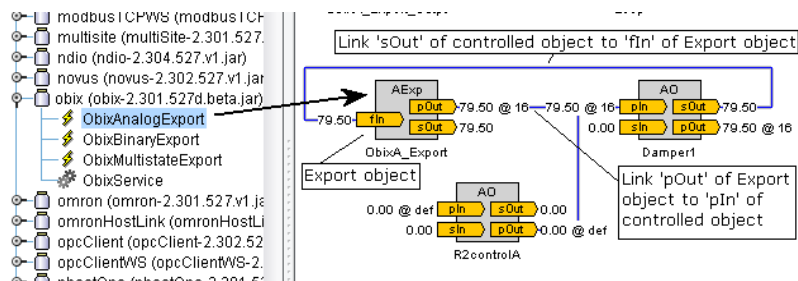 modbusTCPWS (modbusTCP
multisite (multiSite-2.301.527.
ndio (ndio-2.304.527.v1.jar)
novus (novus-2.302.527.v1.jar
obix (obix-2.301.527d.beta.jar)
ObixAnalogExport
ObixBinaryExport
ObixMultistateExport
ObixService
omron (omron-2.301.527.v1.ja
omronHostLink (omronHostLi
opcClient (opcClient-2.302.52
opcClientWS (opcClientWS-2.
Link 'sOut' of controlled object to 'fIn' of Export object
AExp
79.50
fIn
pOut
79.50 @ 16
sOut
79.50
ObixA_Export
Export object
AO
79.50 @ 16
pIn
sOut
79.50
0.00
sIn
pOut
79.50 @ 16
Damper1
Link 'pOut' of Export
object to 'pIn' of
controlled object
AO
0.00 @ def
pIn
sOut
0.00
0.00
sIn
pOut
0.00 @ def
R2controlA